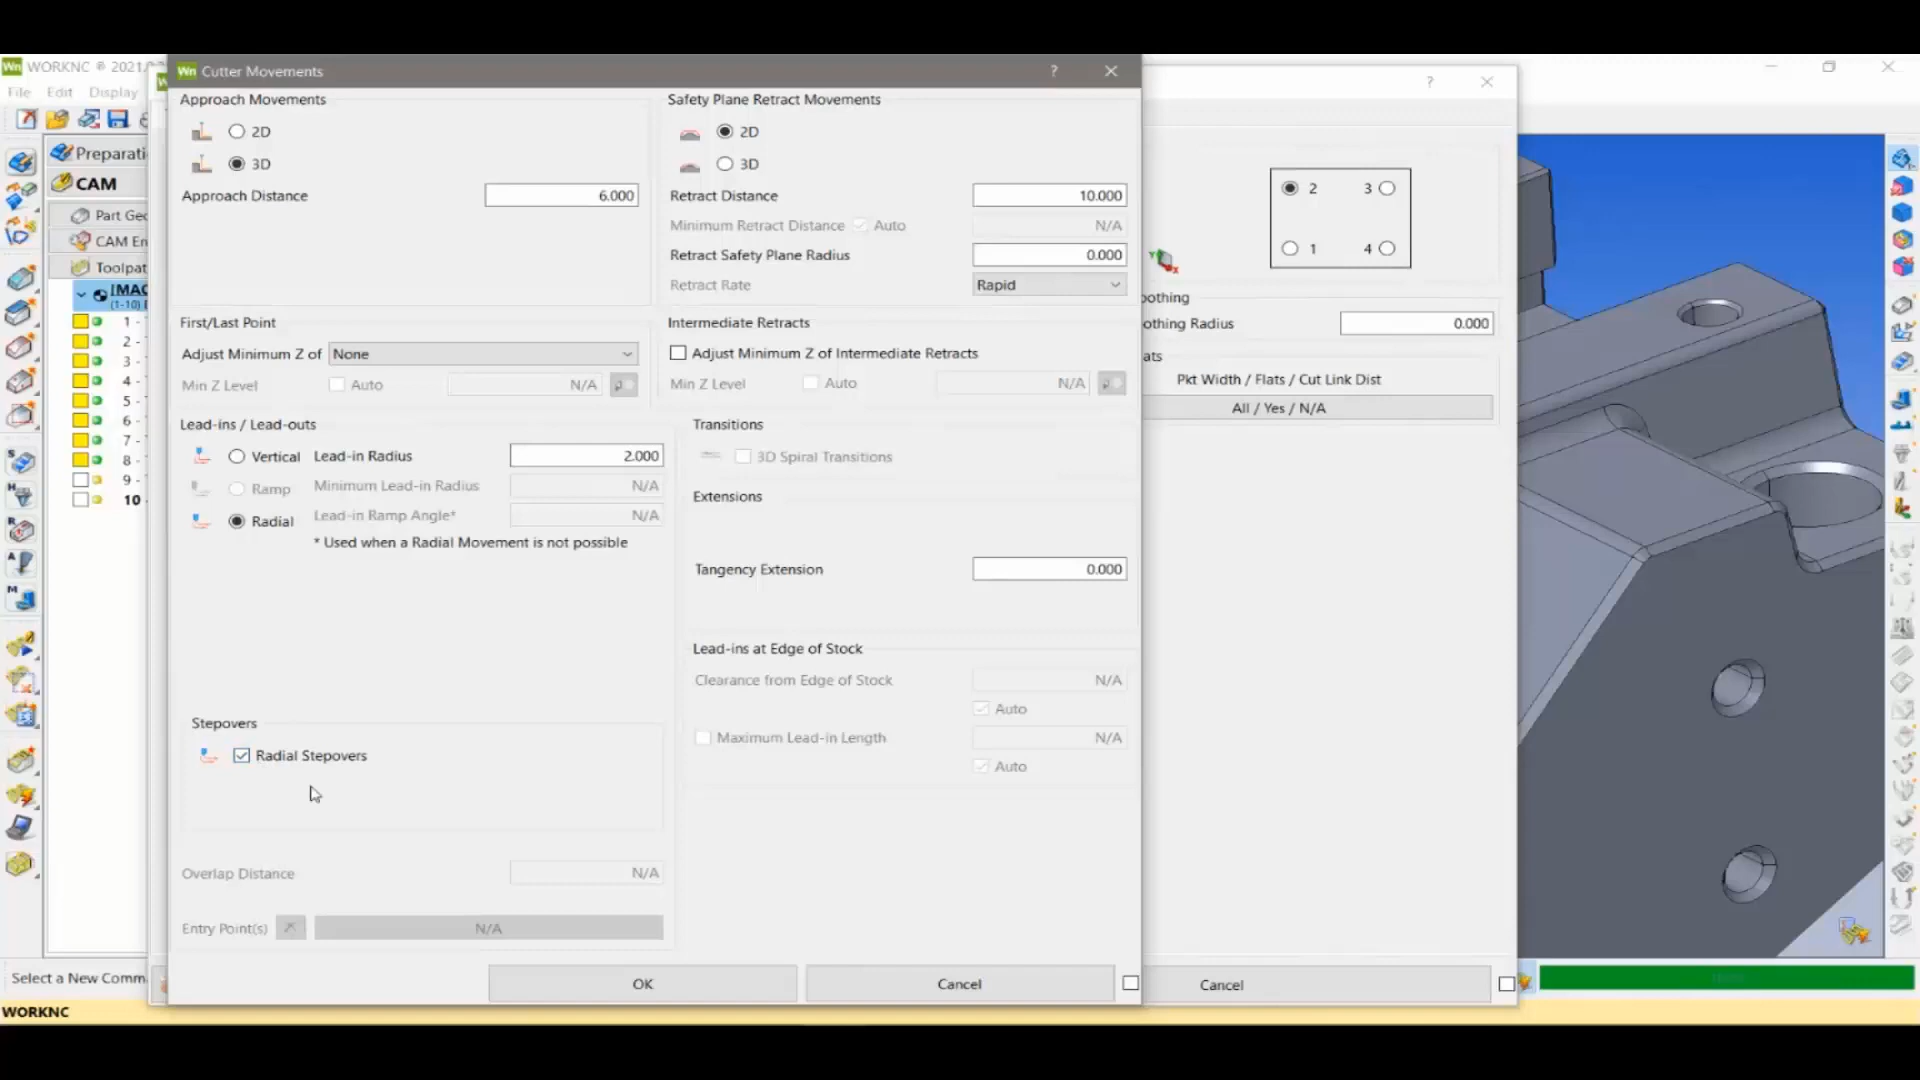 WORKNC ® 2021.
File Edit Display
Cutter Movements
?
Approach Movements
2D
3D
Approach Distance 6.000
Safety Plane Retract Movements
2D
3D
Retract Distance 10.000
Minimum Retract Distance Auto N/A
Retract Safety Plane Radius 0.000
Retract Rate Rapid
First/Last Point
Adjust Minimum Z of None
Min Z Level Auto N/A
Intermediate Retracts
Adjust Minimum Z of Intermediate Retracts
Min Z Level Auto N/A
Lead-ins / Lead-outs
Vertical Lead-in Radius 2.000
Ramp Minimum Lead-in Radius N/A
Radial Lead-in Ramp Angle* N/A
* Used when a Radial Movement is not possible
Transitions
3D Spiral Transitions
Extensions
Tangency Extension 0.000
Lead-ins at Edge of Stock
Clearance from Edge of Stock N/A
Auto
Maximum Lead-in Length N/A
Auto
Stepovers
Radial Stepovers
Overlap Distance N/A
Entry Point(s) N/A
OK Cancel
?
2 3
1 4
othing
othing Radius 0.000
ats
Pkt Width / Flats / Cut Link Dist
All / Yes / N/A
Cancel
Preparati
CAM
Part Geo
CAM En
Toolpat
[MAC
(1-10)
1 -
2 -
3 -
4 -
5 -
6 -
7 -
8 -
9 -
10 -
Select a New Comm
WORKNC